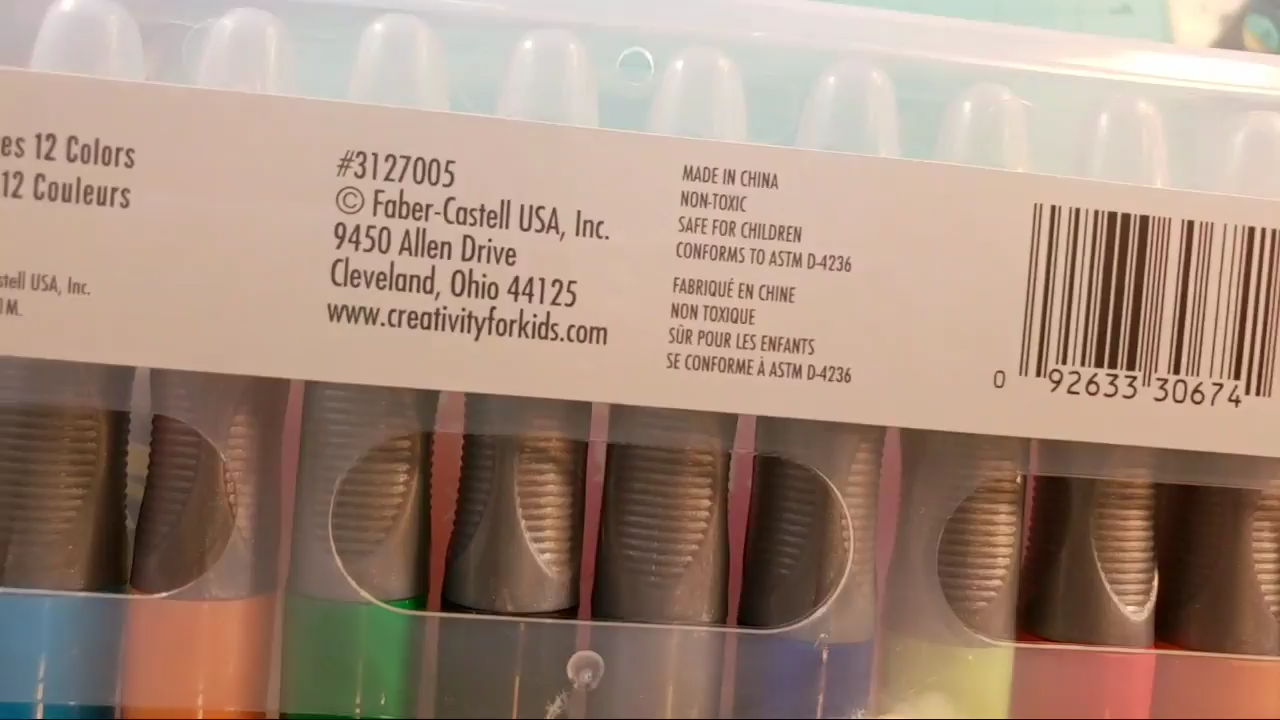 es 12 Colors
12 Couleurs
stell USA, Inc.
#3127005
© Faber-Castell USA, Inc.
9450 Allen Drive
Cleveland, Ohio 44125
www.creativityforkids.com
MADE IN CHINA
NON-TOXIC
SAFE FOR CHILDREN
CONFORMS TO ASTM D-4236
FABRIQUÉ EN CHINE
NON TOXIQUE
SÛR POUR LES ENFANTS
SE CONFORME À ASTM D-4236
0 92633 30674